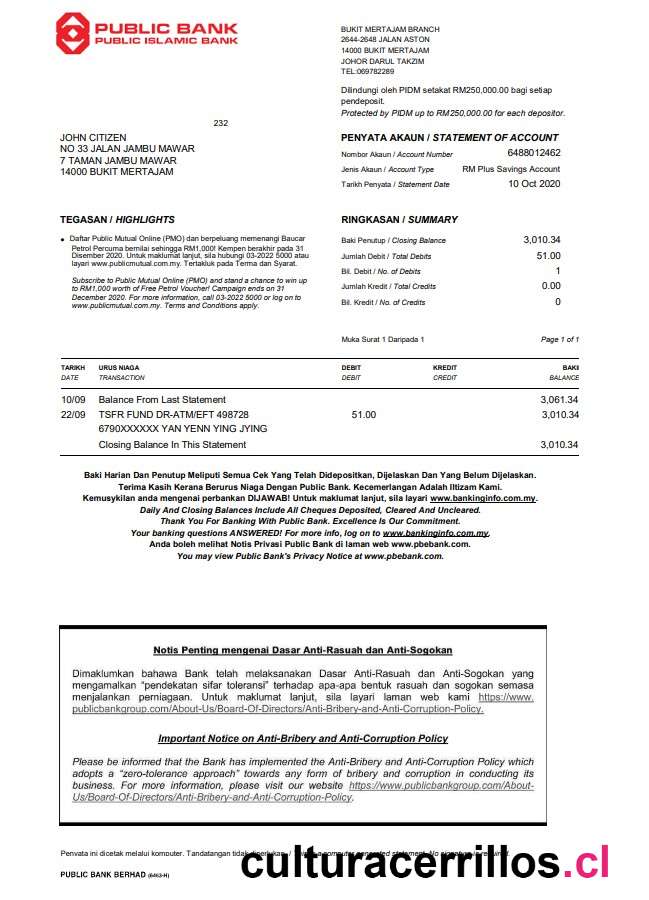 PUBLIC BANK
PUBLIC ISLAMIC BANK
BUKIT MERTAJAM BRANCH
2644-2648 JALAN ASTON
14000 BUKIT MERTAJAM
JOHOR DARUL TAKZIM
TEL:069782289
Dilindungi oleh PIDM setakat RM250,000.00 bagi setiap
pendeposit.
Protected by PIDM up to RM250,000.00 for each depositor.
232
JOHN CITIZEN
NO 33 JALAN JAMBU MAWAR
7 TAMAN JAMBU MAWAR
14000 BUKIT MERTAJAM
PENYATA AKAUN / STATEMENT OF ACCOUNT
Nombor Akaun / Account Number 6488012462
Jenis Akaun / Account Type RM Plus Savings Account
Tarikh Penyata / Statement Date 10 Oct 2020
TEGASAN / HIGHLIGHTS
• Daftar Public Mutual Online (PMO) dan berpeluang memenangi Baucar
Petrol Percuma bernilai sehingga RM1,000! Kempen berakhir pada 31
Disember 2020. Untuk maklumat lanjut, sila hubungi 03-2022 5000 atau
layari www.publicmutual.com.my. Tertakluk pada Terma dan Syarat.
Subscribe to Public Mutual Online (PMO) and stand a chance to win up
to RM1,000 worth of Free Petrol Voucher! Campaign ends on 31
December 2020. For more information, call 03-2022 5000 or log on to
www.publicmutual.com.my. Terms and Conditions apply.
RINGKASAN / SUMMARY
Baki Penutup / Closing Balance 3,010.34
Jumlah Debit / Total Debits 51.00
Bil. Debit / No. of Debits 1
Jumlah Kredit / Total Credits 0.00
Bil. Kredit / No. of Credits 0
Muka Surat 1 Daripada 1 Page 1 of 1
TARIKH URUS NIAGA DEBIT KREDIT BAKI
DATE TRANSACTION DEBIT CREDIT BALANCE
10/09 Balance From Last Statement 3,061.34
22/09 TSFR FUND DR-ATM/EFT 498728 51.00 3,010.34
6790XXXXXX YAN YENN YING JYING
Closing Balance In This Statement 3,010.34
Baki Harian Dan Penutup Meliputi Semua Cek Yang Telah Didepositkan, Dijelaskan Dan Yang Belum Dijelaskan.
Terima Kasih Kerana Berurus Niaga Dengan Public Bank. Kecemerlangan Adalah Iltizam Kami.
Kemusykilan anda mengenai perbankan DIJAWAB! Untuk maklumat lanjut, sila layari www.bankinginfo.com.my.
Daily And Closing Balances Include All Cheques Deposited, Cleared And Uncleared.
Thank You For Banking With Public Bank. Excellence Is Our Commitment.
Your banking questions ANSWERED! For more info, log on to www.bankinginfo.com.my.
Anda boleh melihat Notis Privasi Public Bank di laman web www.pbebank.com.
You may view Public Bank's Privacy Notice at www.pbebank.com.
Notis Penting mengenai Dasar Anti-Rasuah dan Anti-Sogokan
Dimaklumkan bahawa Bank telah melaksanakan Dasar Anti-Rasuah dan Anti-Sogokan yang
mengamalkan "pendekatan sifar toleransi" terhadap apa-apa bentuk rasuah dan sogokan semasa
menjalankan perniagaan. Untuk maklumat lanjut, sila layari laman web kami https://www.
publicbankgroup.com/About-Us/Board-Of-Directors/Anti-Bribery-and-Anti-Corruption-Policy.
Important Notice on Anti-Bribery and Anti-Corruption Policy
Please be informed that the Bank has implemented the Anti-Bribery and Anti-Corruption Policy which
adopts a "zero-tolerance approach" towards any form of bribery and corruption in conducting its
business. For more information, please visit our website https://www.publicbankgroup.com/About-
Us/Board-Of-Directors/Anti-Bribery-and-Anti-Corruption-Policy.
Penyata ini dicetak melalui komputer. Tandatangan tidak diperlukan. / This is a computer generated statement. No signature is required.
culturacerrillos.cl
PUBLIC BANK BERHAD (6463-H)